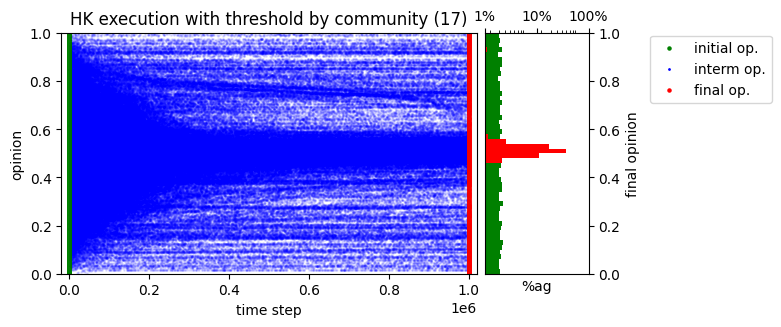 HK execution with threshold by community (17)
1% 10% 100%
initial op.
interm op.
final op.
1.0
0.8
0.6
0.4
0.2
0.0
opinion
0.0 0.2 0.4 0.6 0.8 1.0
1e6
time step
1.0
0.8
0.6
0.4
0.2
0.0
final opinion
%ag